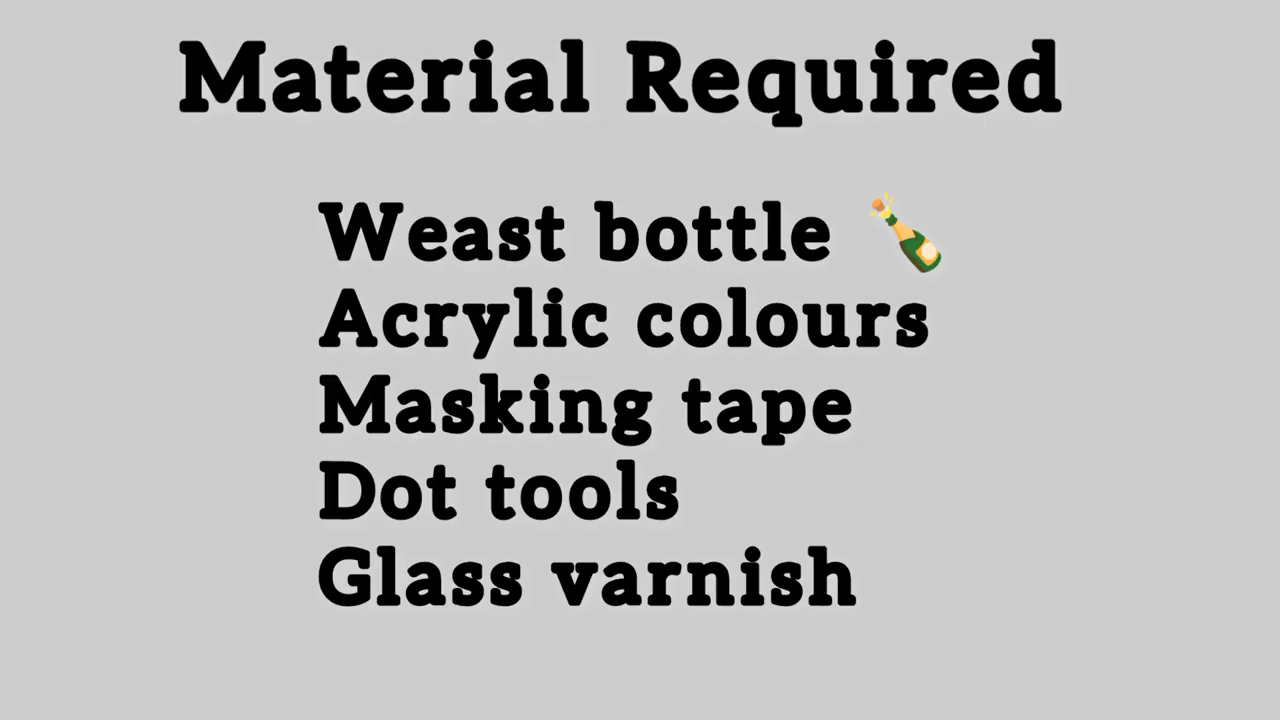 Material Required
Weast bottle 🍾
Acrylic colours
Masking tape
Dot tools
Glass varnish